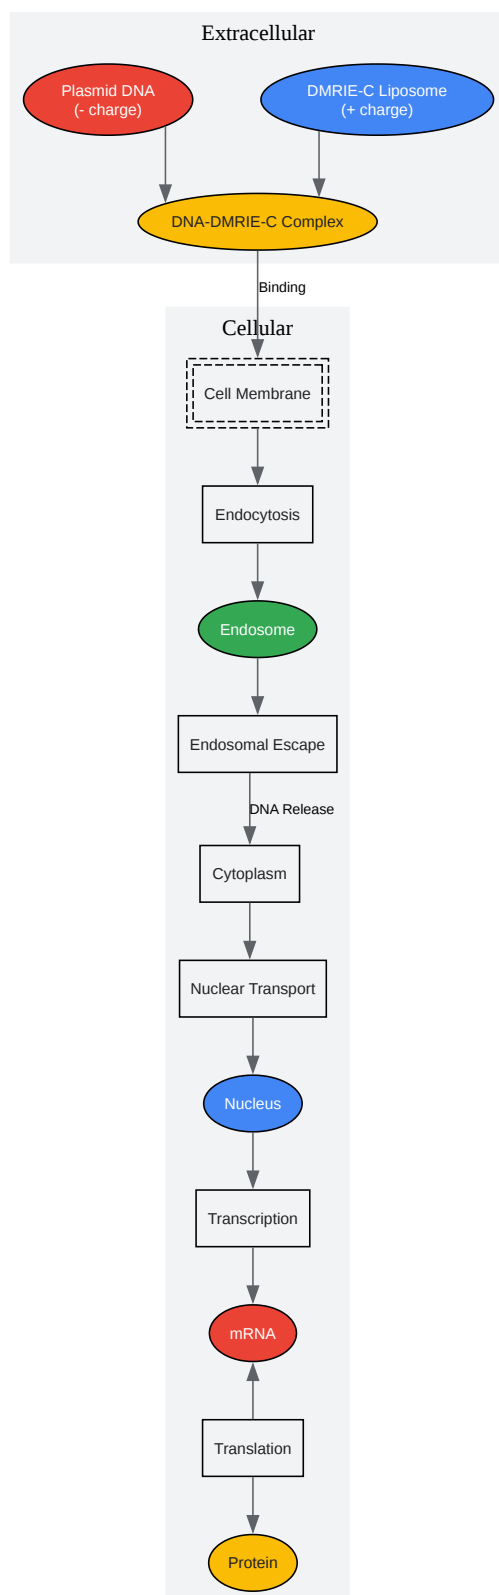 Extracellular
Plasmid DNA
(- charge)
DMRIE-C Liposome
(+ charge)
DNA-DMRIE-C Complex
Binding
Cellular
Cell Membrane
Endocytosis
Endosome
Endosomal Escape
DNA Release
Cytoplasm
Nuclear Transport
Nucleus
Transcription
mRNA
Translation
Protein